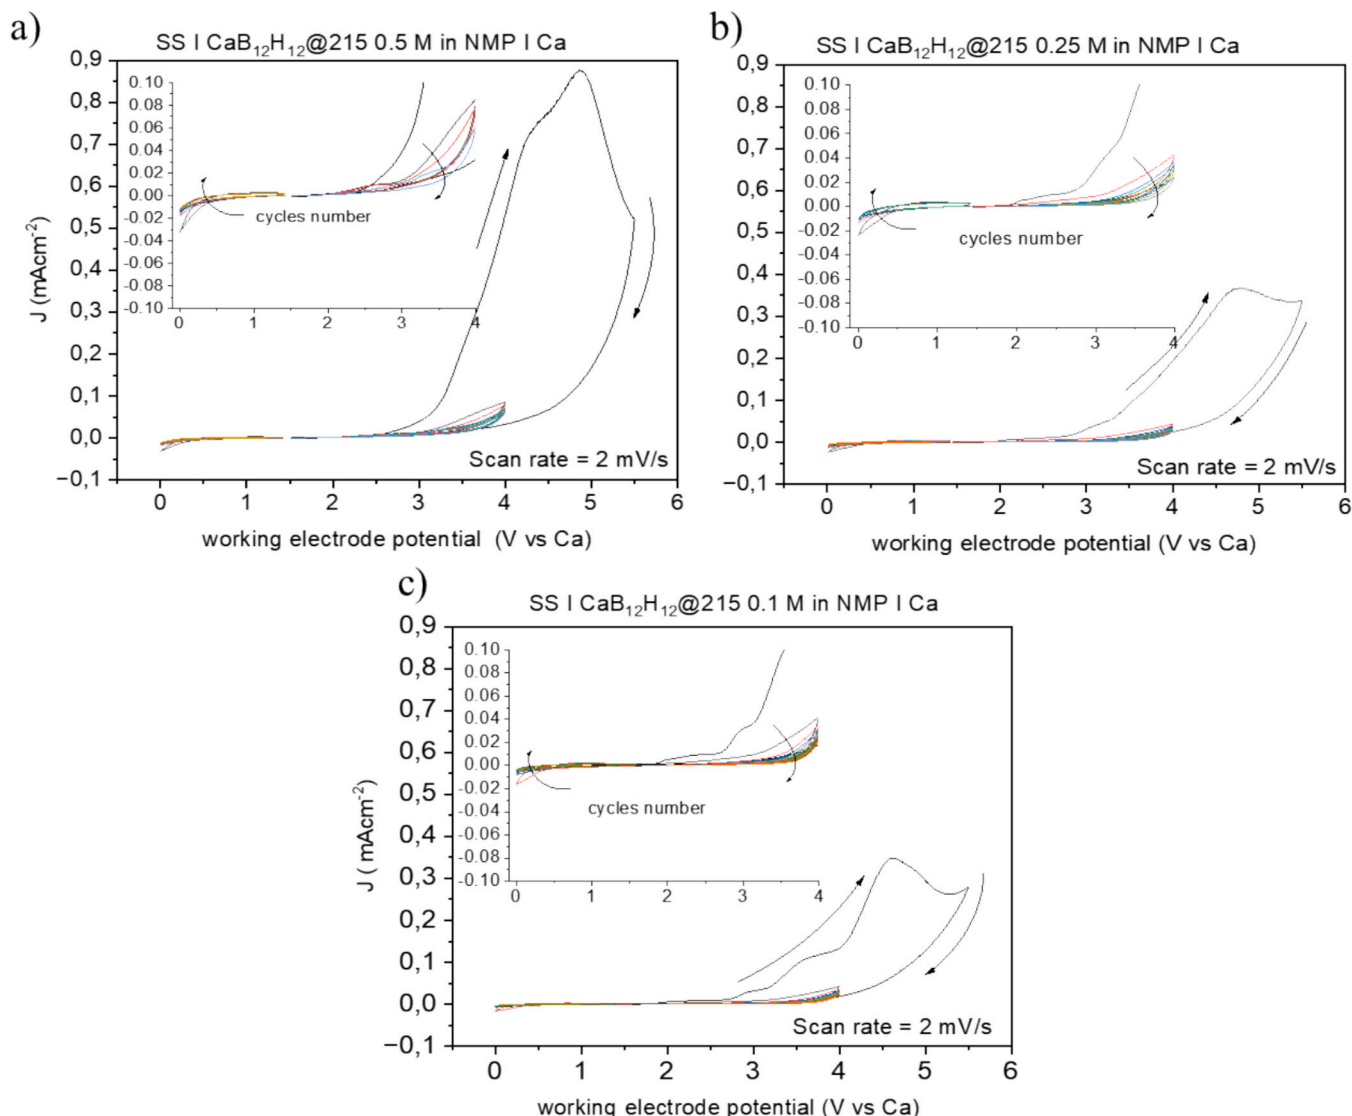 a)
SS I CaB₁₂H₁₂@215 0.5 M in NMP I Ca
0,9
0,8
0,7
0,6
0,5
0,4
0,3
0,2
0,1
0,0
−0,1
J (mAcm⁻²)
0.10
0.08
0.06
0.04
0.02
0.00
-0.02
-0.04
-0.06
-0.08
-0.10
cycles number
0 1 2 3 4
Scan rate = 2 mV/s
0 1 2 3 4 5 6
working electrode potential (V vs Ca)
b)
SS I CaB₁₂H₁₂@215 0.25 M in NMP I Ca
0,9
0,8
0,7
0,6
0,5
0,4
0,3
0,2
0,1
0,0
−0,1
J (mAcm⁻²)
0.10
0.08
0.06
0.04
0.02
0.00
-0.02
-0.04
-0.06
-0.08
-0.10
cycles number
0 1 2 3 4
Scan rate = 2 mV/s
0 1 2 3 4 5 6
working electrode potential (V vs Ca)
c)
SS I CaB₁₂H₁₂@215 0.1 M in NMP I Ca
0,9
0,8
0,7
0,6
0,5
0,4
0,3
0,2
0,1
0,0
−0,1
J ( mAcm⁻²)
0.10
0.08
0.06
0.04
0.02
0.00
-0.02
-0.04
-0.06
-0.08
-0.10
cycles number
0 1 2 3 4
Scan rate = 2 mV/s
0 1 2 3 4 5 6
working electrode potential (V vs Ca)